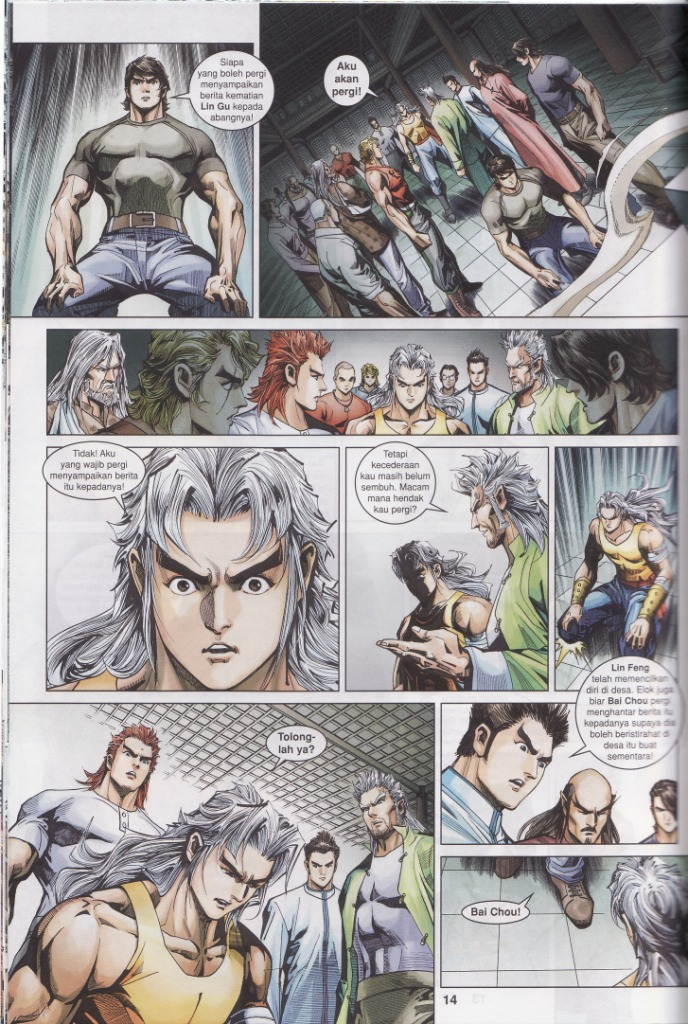 Siapa
yang boleh pergi
menyampaikan
berita kematian
Lin Gu kepada
abangnya!
Aku
akan
pergi!
Tidak! Aku
yang wajib pergi
menyampaikan berita
itu kepadanya!
Tetapi
kecederaan
kau masih belum
sembuh. Macam
mana hendak
kau pergi?
Lin Feng
telah memencilkan
diri di desa. Elok juga
biar Bai Chou pergi
menghantar berita itu
kepadanya supaya dia
boleh beristirahat di
desa itu buat
sementara!
Tolong-
lah ya?
Bai Chou!
14